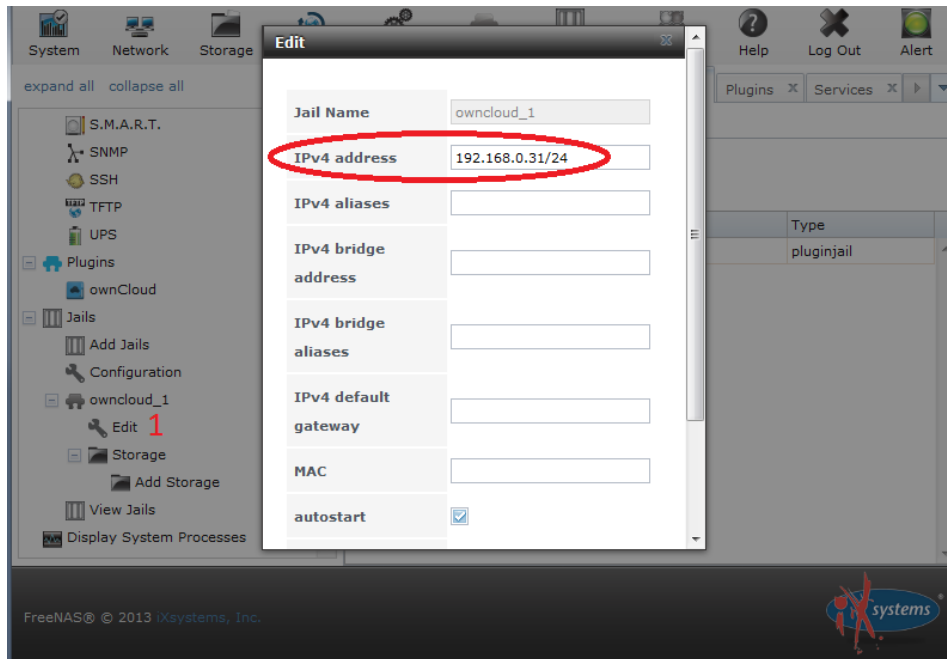 System Network Storage Help Log Out Alert
Edit
expand all collapse all
Plugins X Services X
Jail Name owncloud_1
S.M.A.R.T.
SNMP
IPv4 address 192.168.0.31/24
SSH
TFTP
IPv4 aliases
UPS
Type
Plugins
IPv4 bridge
address
pluginjail
ownCloud
Jails
IPv4 bridge
aliases
Add Jails
Configuration
owncloud_1
IPv4 default
gateway
Edit 1
Storage
MAC
Add Storage
View Jails
autostart
Display System Processes
FreeNAS® © 2013 iXsystems, Inc.
iXsystems